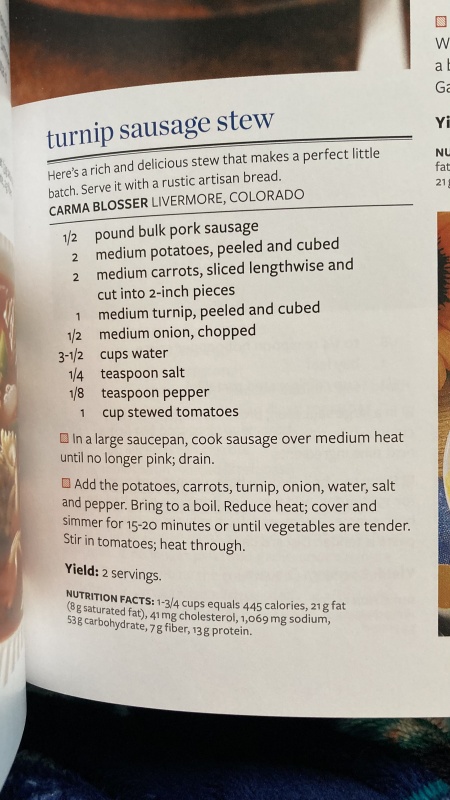 turnip sausage stew
Here's a rich and delicious stew that makes a perfect little
batch. Serve it with a rustic artisan bread.
CARMA BLOSSER LIVERMORE, COLORADO
1/2 pound bulk pork sausage
2 medium potatoes, peeled and cubed
2 medium carrots, sliced lengthwise and
cut into 2-inch pieces
1 medium turnip, peeled and cubed
1/2 medium onion, chopped
3-1/2 cups water
1/4 teaspoon salt
1/8 teaspoon pepper
1 cup stewed tomatoes
In a large saucepan, cook sausage over medium heat
until no longer pink; drain.
Add the potatoes, carrots, turnip, onion, water, salt
and pepper. Bring to a boil. Reduce heat; cover and
simmer for 15-20 minutes or until vegetables are tender.
Stir in tomatoes; heat through.
Yield: 2 servings.
NUTRITION FACTS: 1-3/4 cups equals 445 calories, 21 g fat
(8 g saturated fat), 41 mg cholesterol, 1,069 mg sodium,
53 g carbohydrate, 7 g fiber, 13 g protein.
W
a b
Ga
Yi
NU
fat
21 g